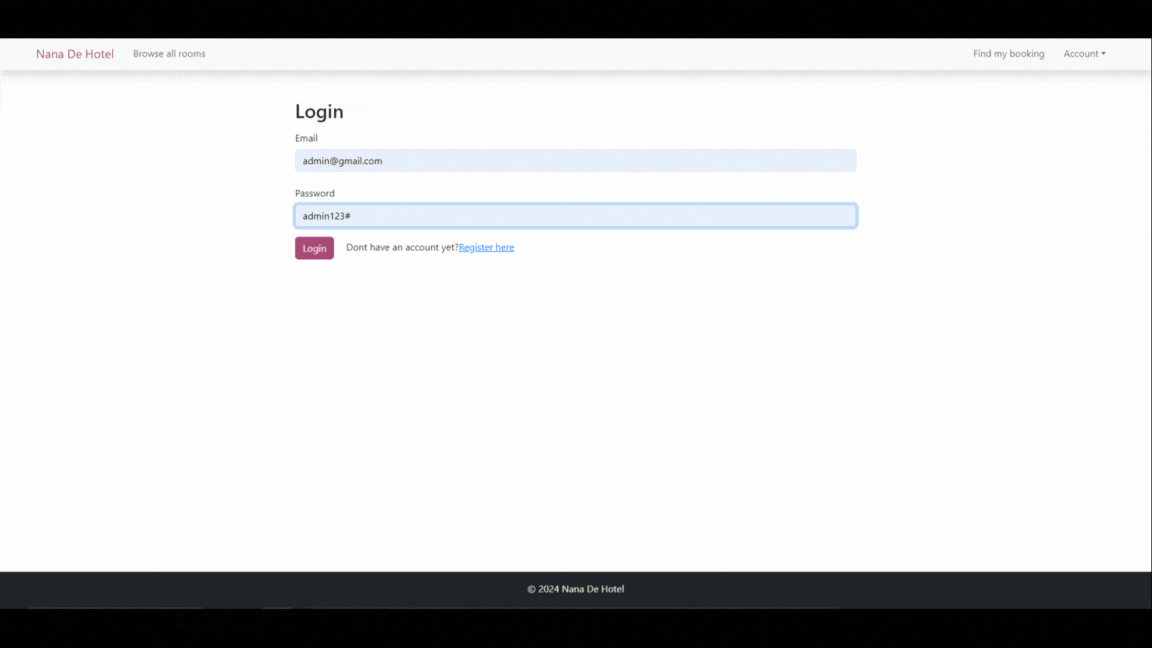 Nana De Hotel Browse all rooms Find my booking Account
Login
Email
admin@gmail.com
Password
admin123#
Login Dont have an account yet?Register here
© 2024 Nana De Hotel